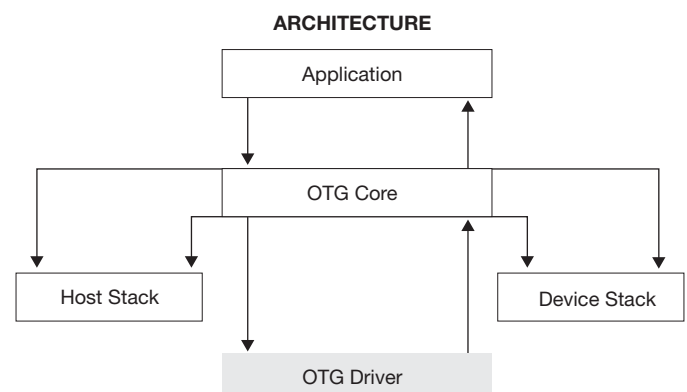 ARCHITECTURE
Application
OTG Core
Host Stack
Device Stack
OTG Driver